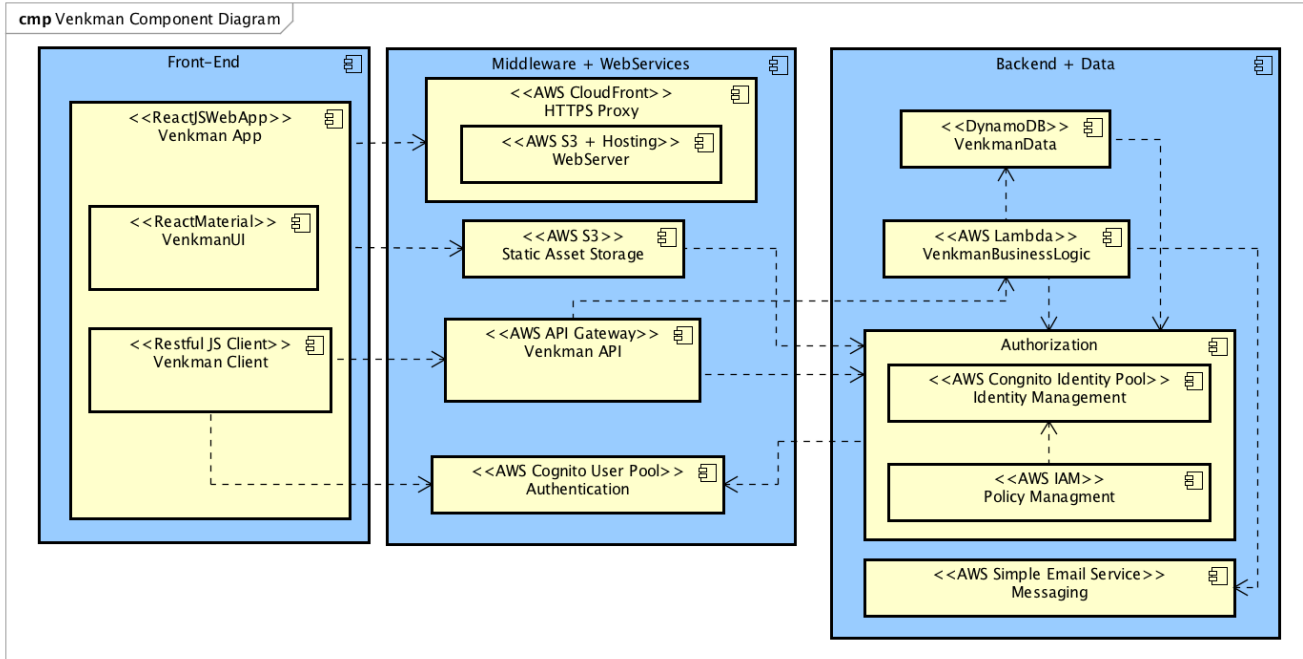 cmp Venkman Component Diagram
Front-End
<<ReactJSWebApp>>
Venkman App
<<ReactMaterial>>
VenkmanUI
<<Restful JS Client>>
Venkman Client
Middleware + WebServices
<<AWS CloudFront>>
HTTPS Proxy
<<AWS S3 + Hosting>>
WebServer
<<AWS S3>>
Static Asset Storage
<<AWS API Gateway>>
Venkman API
<<AWS Cognito User Pool>>
Authentication
Backend + Data
<<DynamoDB>>
VenkmanData
<<AWS Lambda>>
VenkmanBusinessLogic
Authorization
<<AWS Congnito Identity Pool>>
Identity Management
<<AWS IAM>>
Policy Managment
<<AWS Simple Email Service>>
Messaging